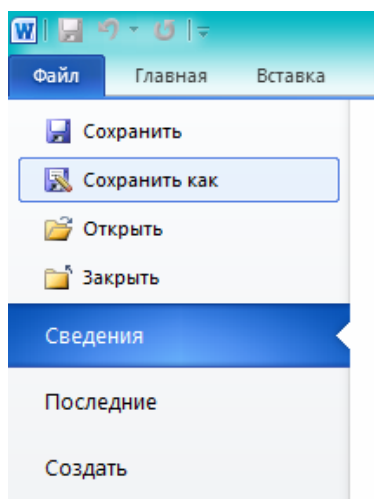 W
Файл Главная Вставка
Сохранить
Сохранить как
Открыть
Закрыть
Сведения
Последние
Создать